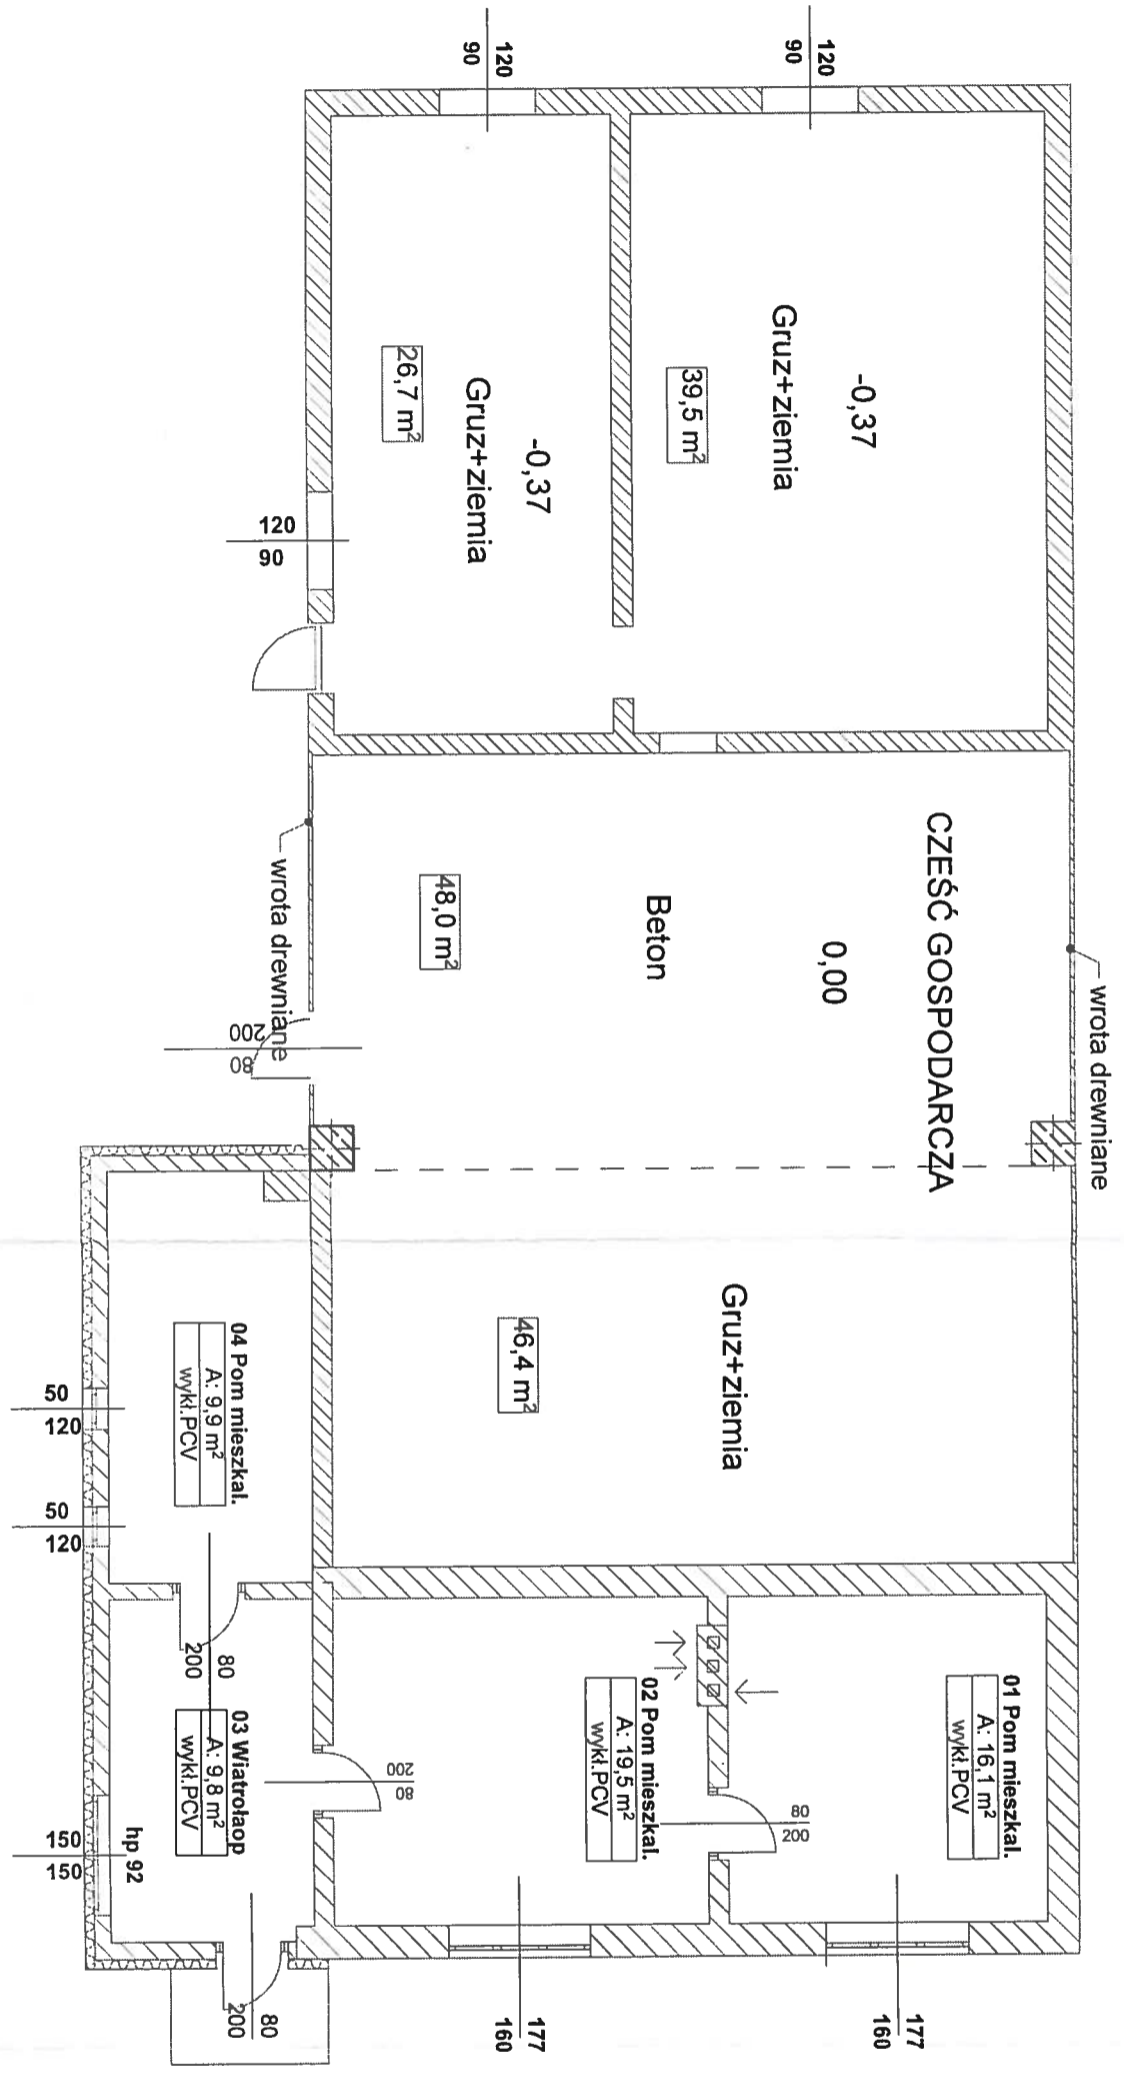 120
90
120
90
-0,37
Gruz+ziemia
39,5 m²
-0,37
Gruz+ziemia
26,7 m²
120
90
wrota drewniane
CZEŚĆ GOSPODARCZA
0,00
Beton
48,0 m²
wrota drewniane
200
80
Gruz+ziemia
46,4 m²
04 Pom mieszkal.
A: 9,9 m²
wykł.PCV
50
120
50
120
80
200
03 Wiatrołaop
A: 9,8 m²
wykł.PCV
hp 92
150
150
80
200
200
80
02 Pom mieszkal.
A: 19,5 m²
wykł.PCV
80
200
01 Pom mieszkal.
A: 16,1 m²
wykł.PCV
177
160
177
160